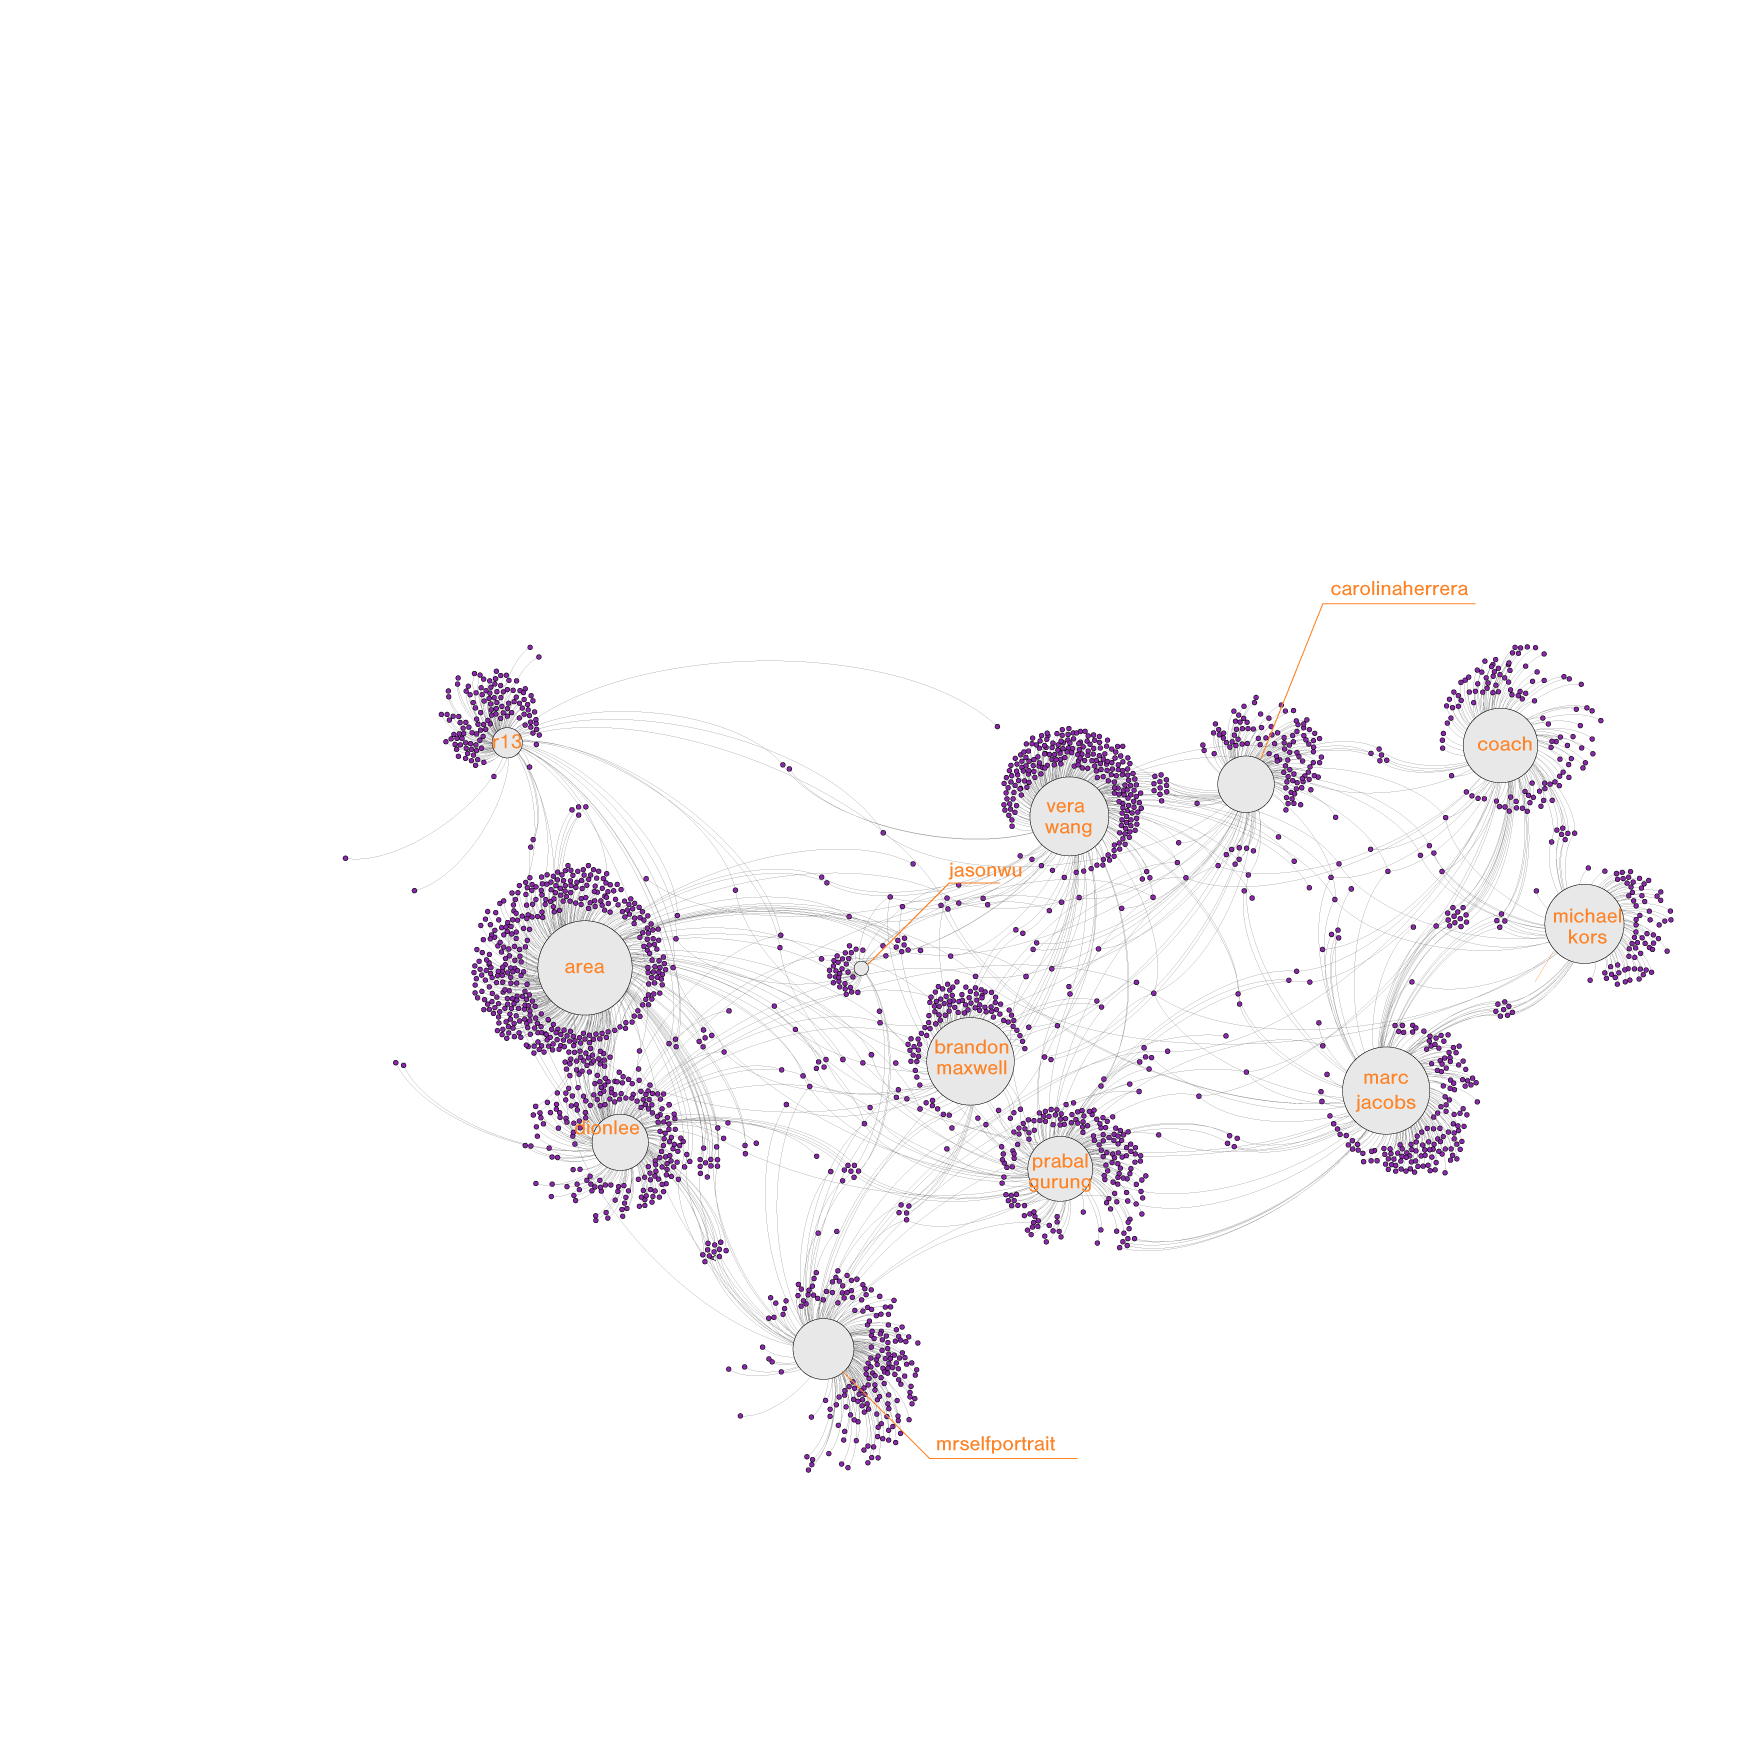 carolinaherrera
r13
coach
vera
wang
jasonwu
michael
kors
area
brandon
maxwell
marc
jacobs
dionlee
prabal
gurung
mrselfportrait